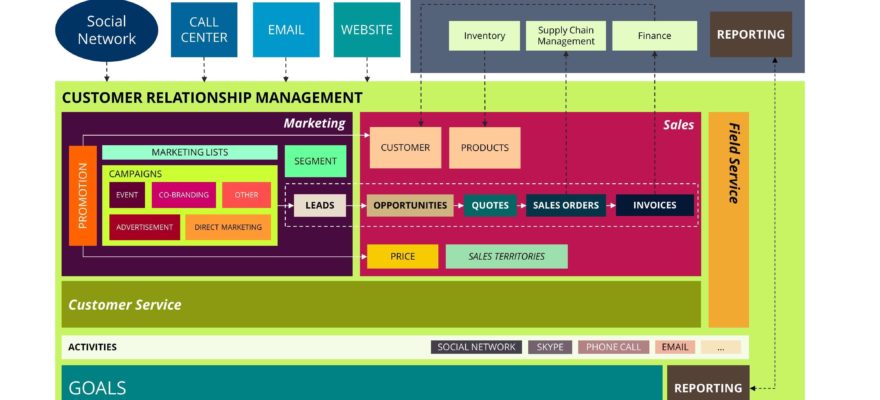 Social
Network
CALL
CENTER
EMAIL
WEBSITE
Inventory
Supply Chain
Management
Finance
REPORTING
CUSTOMER RELATIONSHIP MANAGEMENT
Marketing
Sales
Field Service
PROMOTION
MARKETING LISTS
SEGMENT
CUSTOMER
PRODUCTS
CAMPAIGNS
EVENT
CO-BRANDING
OTHER
ADVERTISEMENT
DIRECT MARKETING
LEADS
OPPORTUNITIES
QUOTES
SALES ORDERS
INVOICES
PRICE
SALES TERRITORIES
Customer Service
ACTIVITIES
SOCIAL NETWORK
SKYPE
PHONE CALL
EMAIL
...
GOALS
REPORTING